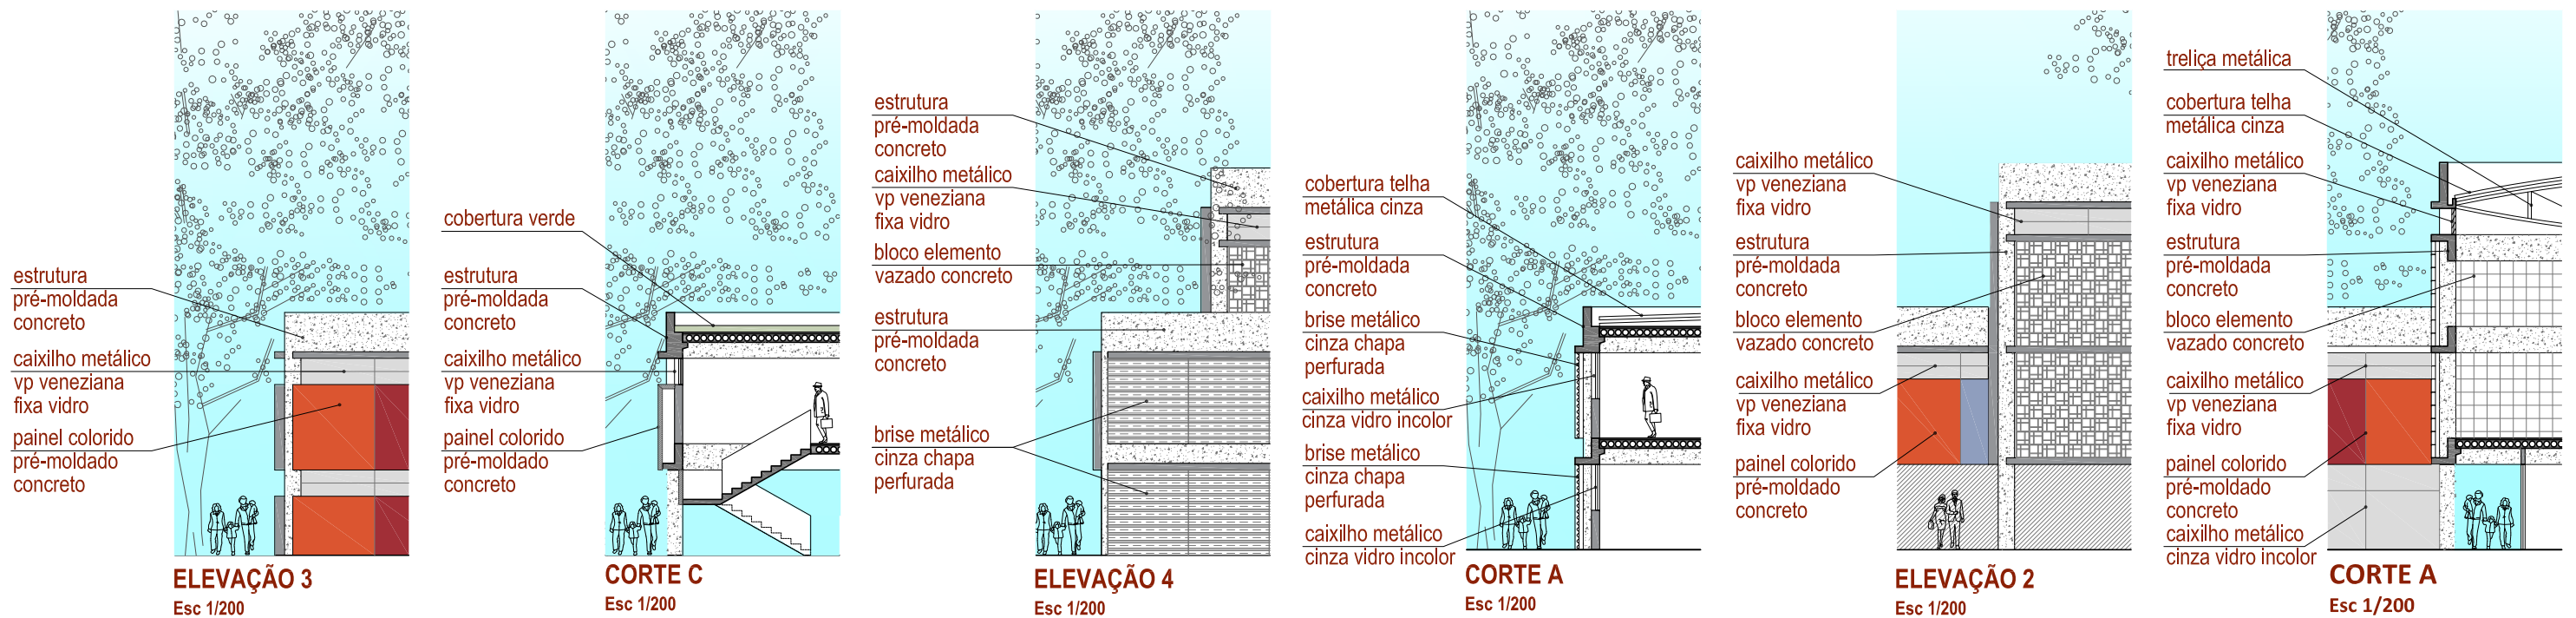 estrutura
pré-moldada
concreto
caixilho metálico
vp veneziana
fixa vidro
painel colorido
pré-moldado
concreto
ELEVAÇÃO 3
Esc 1/200
cobertura verde
estrutura
pré-moldada
concreto
caixilho metálico
vp veneziana
fixa vidro
painel colorido
pré-moldado
concreto
CORTE C
Esc 1/200
estrutura
pré-moldada
concreto
caixilho metálico
vp veneziana
fixa vidro
bloco elemento
vazado concreto
estrutura
pré-moldada
concreto
brise metálico
cinza chapa
perfurada
ELEVAÇÃO 4
Esc 1/200
cobertura telha
metálica cinza
estrutura
pré-moldada
concreto
brise metálico
cinza chapa
perfurada
caixilho metálico
cinza vidro incolor
brise metálico
cinza chapa
perfurada
caixilho metálico
cinza vidro incolor
CORTE A
Esc 1/200
caixilho metálico
vp veneziana
fixa vidro
estrutura
pré-moldada
concreto
bloco elemento
vazado concreto
caixilho metálico
vp veneziana
fixa vidro
painel colorido
pré-moldado
concreto
ELEVAÇÃO 2
Esc 1/200
treliça metálica
cobertura telha
metálica cinza
caixilho metálico
vp veneziana
fixa vidro
estrutura
pré-moldada
concreto
bloco elemento
vazado concreto
caixilho metálico
vp veneziana
fixa vidro
painel colorido
pré-moldado
concreto
caixilho metálico
cinza vidro incolor
CORTE A
Esc 1/200